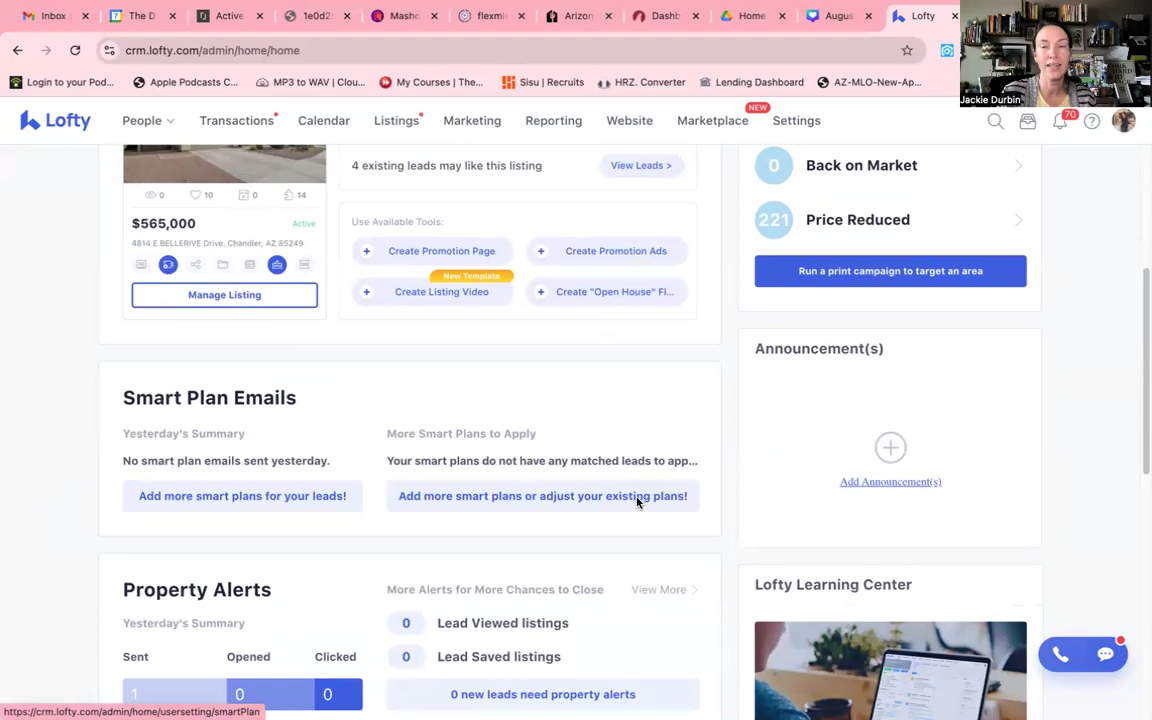 Inbox
The D
Active
1e0d2
Masho
flexmi
Arizon
Dashb
Home
Augus
Lofty
crm.lofty.com/admin/home/home
Login to your Pod...
Apple Podcasts C...
MP3 to WAV | Clou...
My Courses | The...
Sisu | Recruits
HRZ. Converter
Lending Dashboard
AZ-MLO-New-Ap...
Jackie Durbin
Lofty
People
Transactions
Calendar
Listings
Marketing
Reporting
Website
Marketplace
NEW
Settings
70
4 existing leads may like this listing
View Leads >
0
10
0
14
$565,000
Active
4814 E BELLERIVE Drive, Chandler, AZ 85249
Manage Listing
Use Available Tools:
+ Create Promotion Page
+ Create Promotion Ads
New Template
+ Create Listing Video
+ Create "Open House" Fl...
0 Back on Market
221 Price Reduced
Run a print campaign to target an area
Smart Plan Emails
Yesterday's Summary
No smart plan emails sent yesterday.
Add more smart plans for your leads!
More Smart Plans to Apply
Your smart plans do not have any matched leads to app...
Add more smart plans or adjust your existing plans!
Announcement(s)
Add Announcement(s)
Property Alerts
Yesterday's Summary
Sent Opened Clicked
1 0 0
More Alerts for More Chances to Close
View More
0 Lead Viewed listings
0 Lead Saved listings
0 new leads need property alerts
Lofty Learning Center
https://crm.lofty.com/admin/home/usersetting/smartPlan